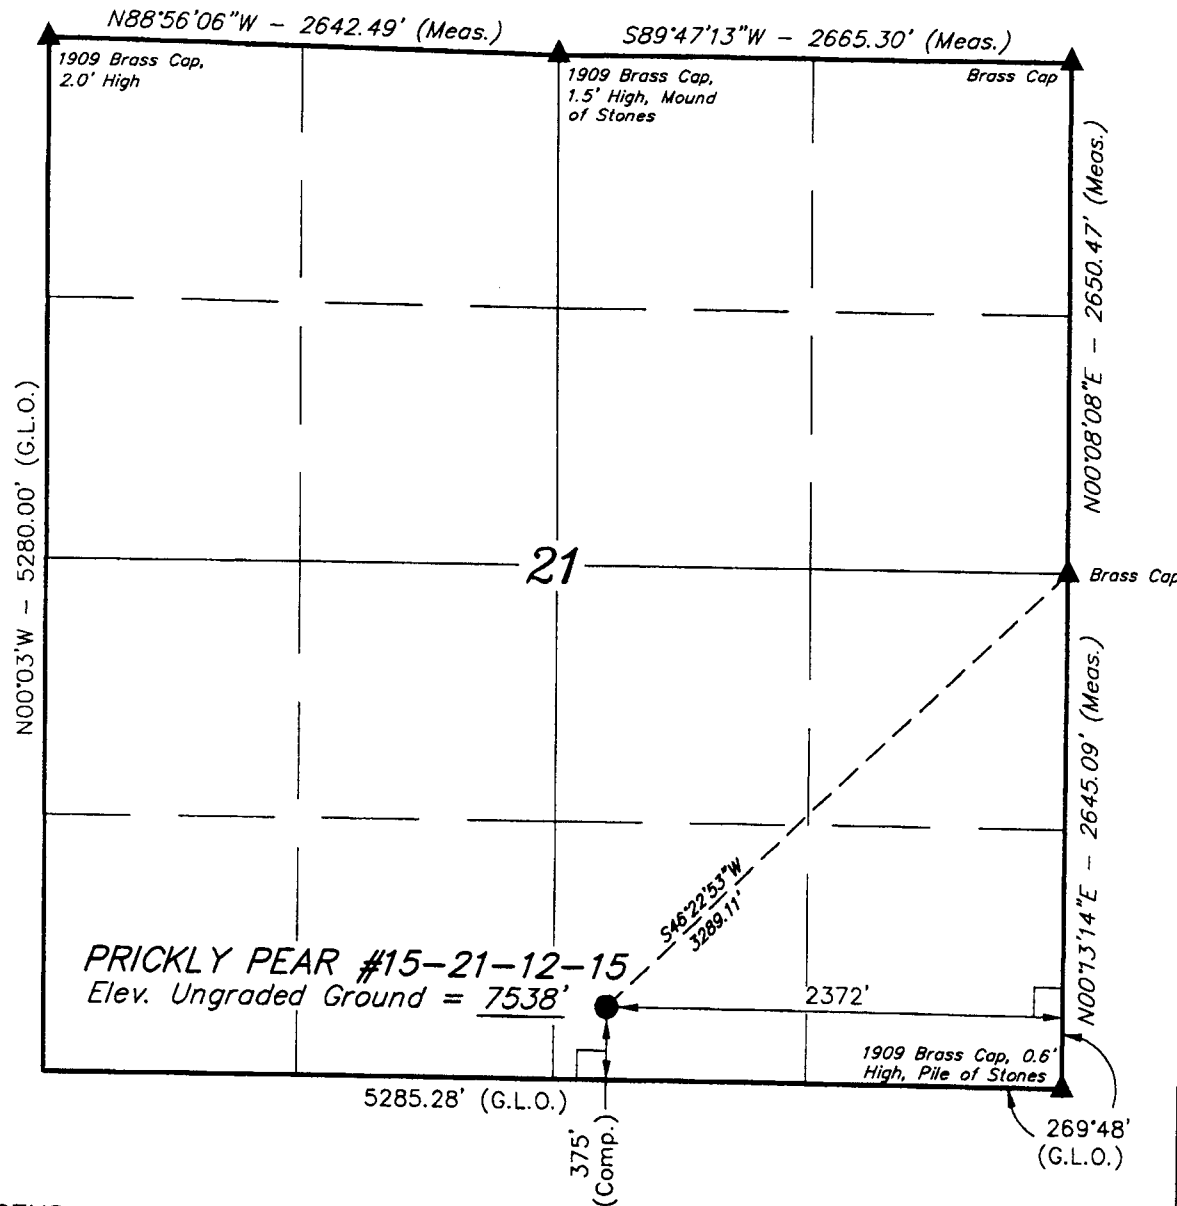 N88°56'06"W - 2642.49' (Meas.)
S89°47'13"W - 2665.30' (Meas.)
1909 Brass Cap,
2.0' High
1909 Brass Cap,
1.5' High, Mound
of Stones
Brass Cap
N00°08'08"E - 2650.47' (Meas.)
N00°03'W - 5280.00' (G.L.O.)
21
Brass Cap
N00°13'14"E - 2645.09' (Meas.)
S46°22'53"W
3289.11'
PRICKLY PEAR #15-21-12-15
Elev. Ungraded Ground = 7538'
2372'
1909 Brass Cap, 0.6'
High, Pile of Stones
5285.28' (G.L.O.)
375'
(Comp.)
269°48'
(G.L.O.)